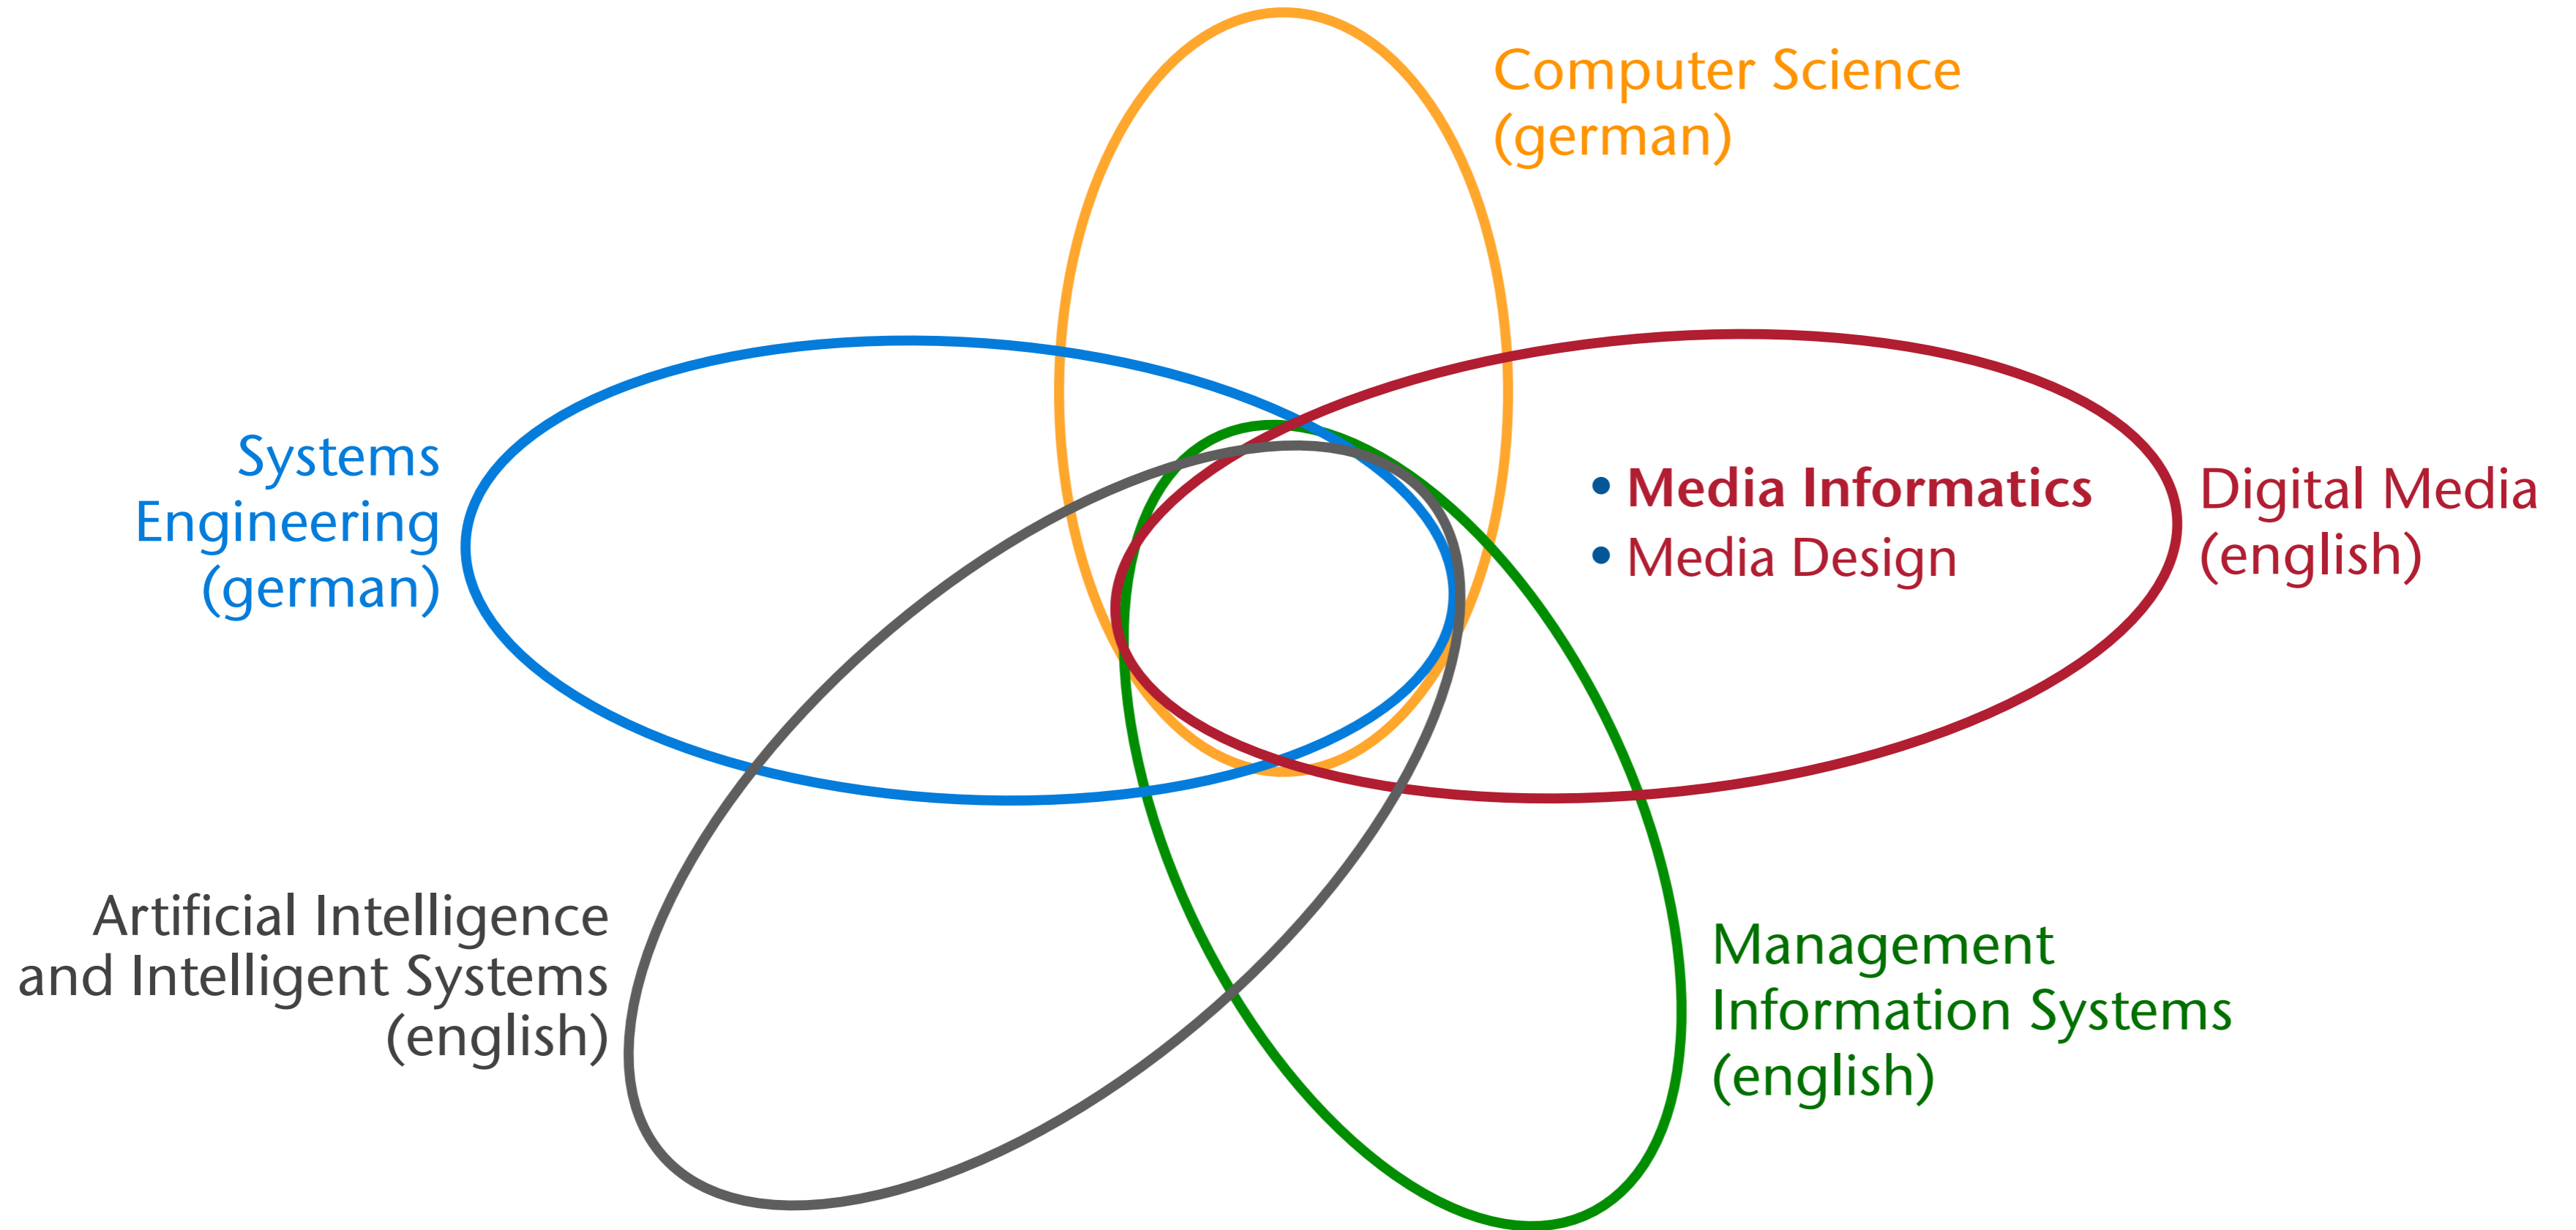 Computer Science
(german)
Systems
Engineering
(german)
• Media Informatics
• Media Design
Digital Media
(english)
Artificial Intelligence
and Intelligent Systems
(english)
Management
Information Systems
(english)